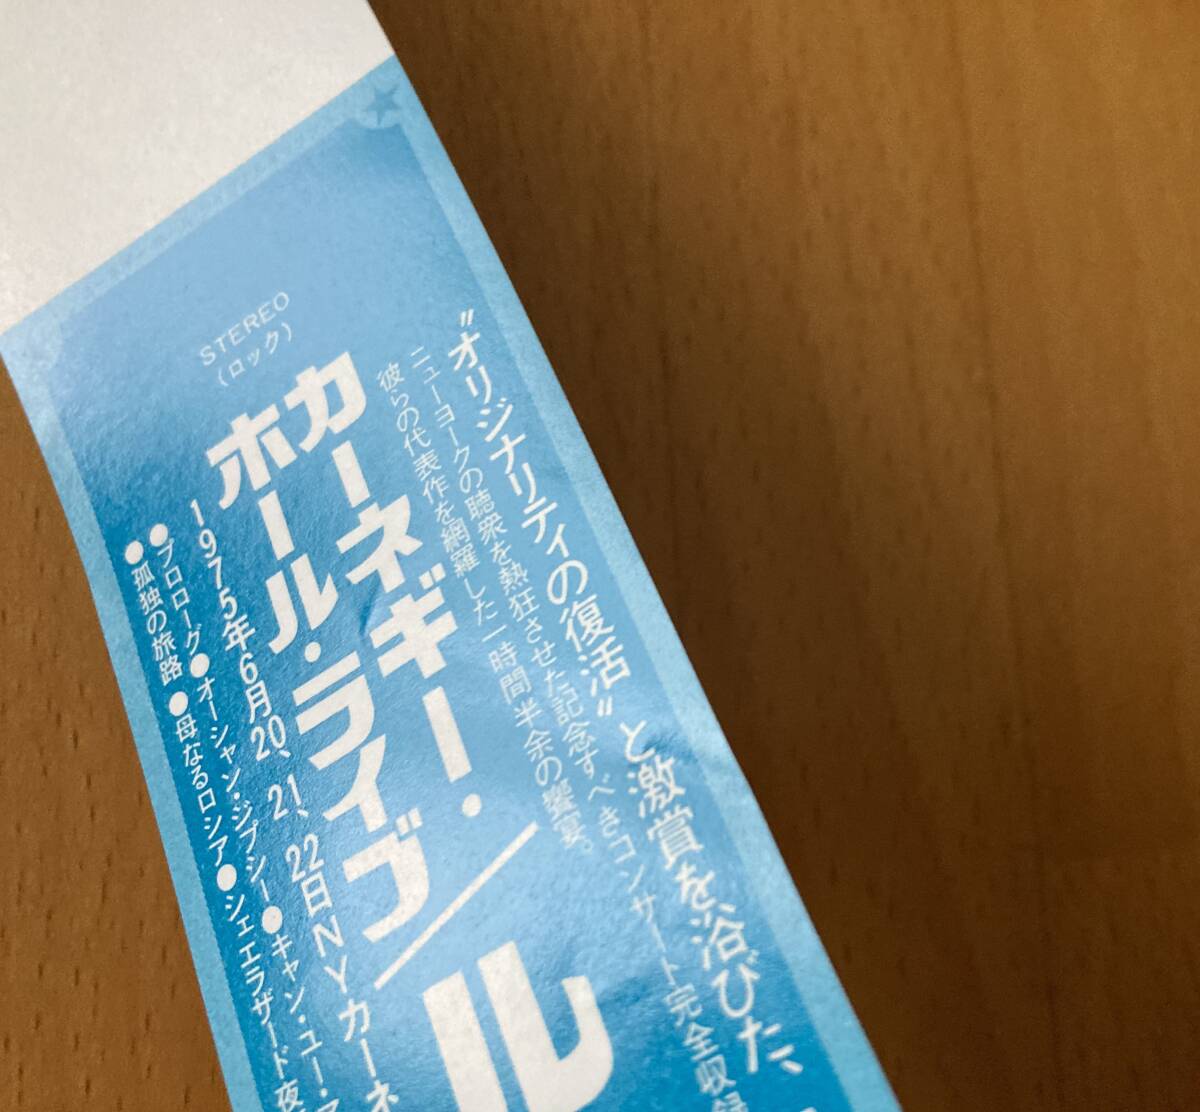 STEREO
(ロック)
〝オリジナリティの復活〟と激賞を浴びた、
ニューヨークの聴衆を熱狂させた記念すべきコンサート完全収録
彼らの代表作を網羅した一時間半余の饗宴。
カーネギー・
ホール・ライブ/
ル
1975年6月20、21、22日NYカーネ
●プロローグ●オーシャン・ジプシー●キャン・ユー・ア
●孤独の旅路●母なるロシア●シェエラザード夜